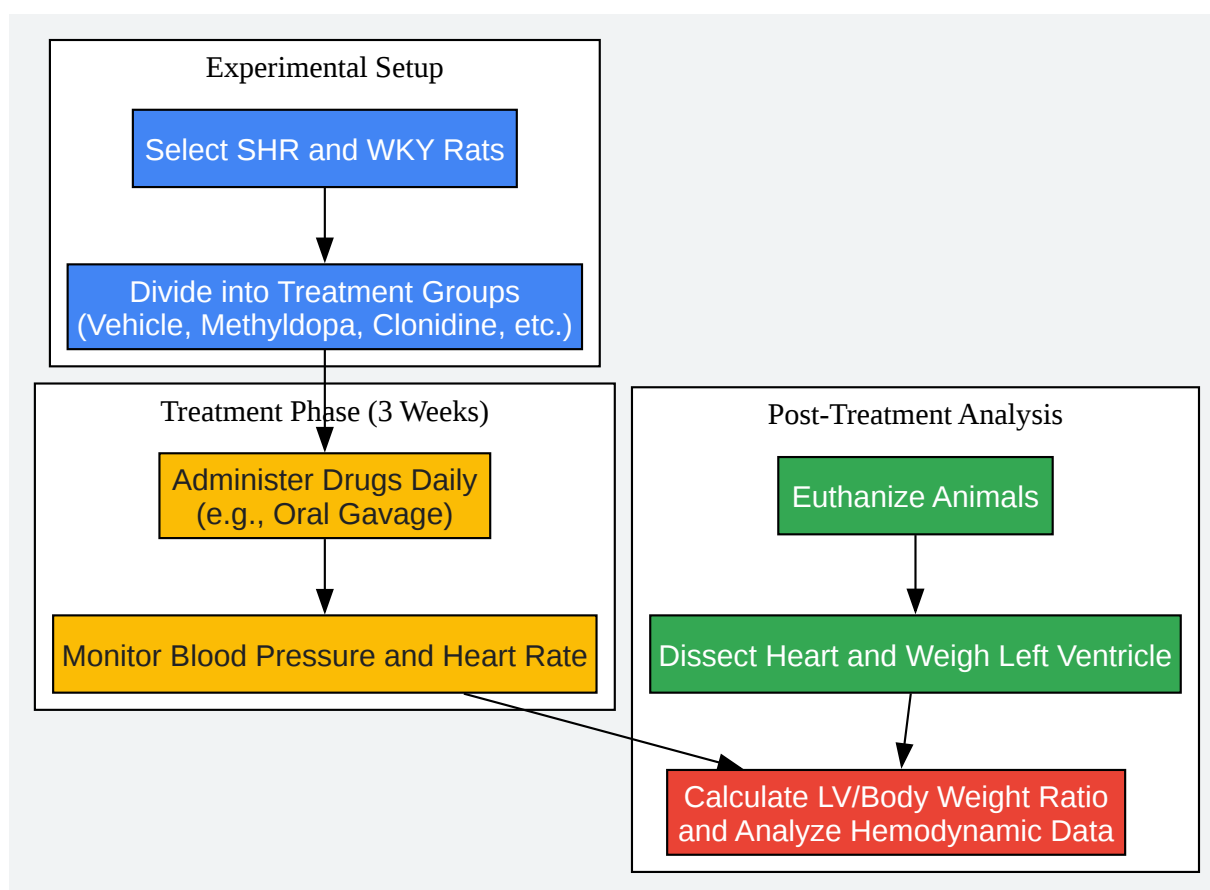 Experimental Setup
Select SHR and WKY Rats
Divide into Treatment Groups
(Vehicle, Methyldopa, Clonidine, etc.)
Treatment Phase (3 Weeks)
Administer Drugs Daily
(e.g., Oral Gavage)
Monitor Blood Pressure and Heart Rate
Post-Treatment Analysis
Euthanize Animals
Dissect Heart and Weigh Left Ventricle
Calculate LV/Body Weight Ratio
and Analyze Hemodynamic Data